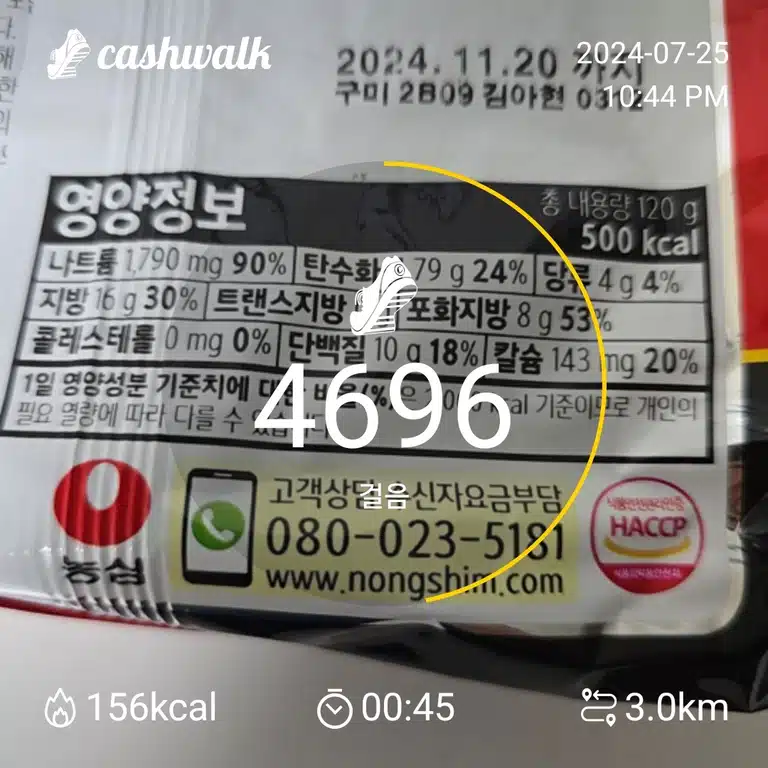 cashwalk
2024-07-25
10:44 PM
2024.11.20 까지
구미 2B09 김아현
영양정보
총 내용량 120 g
500 kcal
나트륨 1,790 mg 90% 탄수화 79 g 24% 당류 4 g 4%
지방 16 g 30% 트랜스지방 포화지방 8 g 53%
콜레스테롤 0 mg 0% 단백질 10 g 18% 칼슘 143 mg 20%
1일 영양성분 기준치에 대한 비율(%)은 kcal 기준이므로 개인의
필요 열량에 따라 다를 수
4696
걸음
농심
고객상담 신자요금부담
080-023-5181
www.nongshim.com
HACCP
156kcal
00:45
3.0km